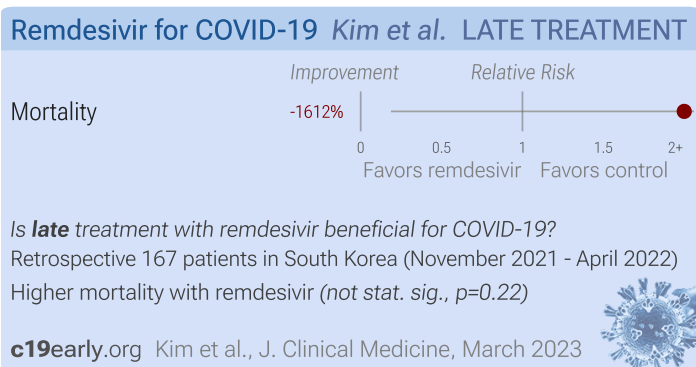 Remdesivir for COVID-19 Kim et al. LATE TREATMENT
Improvement Relative Risk
Mortality -1612%
0 0.5 1 1.5 2+
Favors remdesivir Favors control
Is late treatment with remdesivir beneficial for COVID-19?
Retrospective 167 patients in South Korea (November 2021 - April 2022)
Higher mortality with remdesivir (not stat. sig., p=0.22)
c19early.org Kim et al., J. Clinical Medicine, March 2023